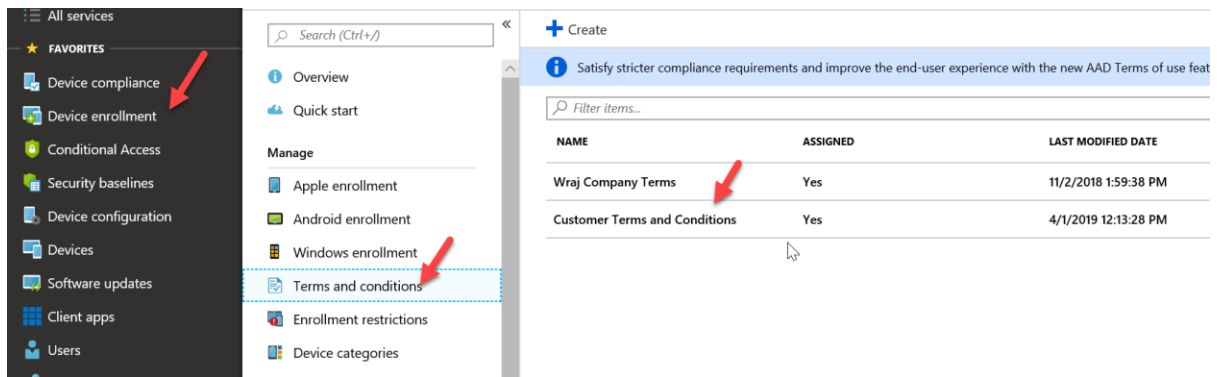 All services
FAVORITES
Device compliance
Device enrollment
Conditional Access
Security baselines
Device configuration
Devices
Software updates
Client apps
Users
Search (Ctrl+/)
«
Overview
Quick start
Manage
Apple enrollment
Android enrollment
Windows enrollment
Terms and conditions
Enrollment restrictions
Device categories
Create
Satisfy stricter compliance requirements and improve the end-user experience with the new AAD Terms of use feat
Filter items...
NAME ASSIGNED LAST MODIFIED DATE
Wraj Company Terms Yes 11/2/2018 1:59:38 PM
Customer Terms and Conditions Yes 4/1/2019 12:13:28 PM